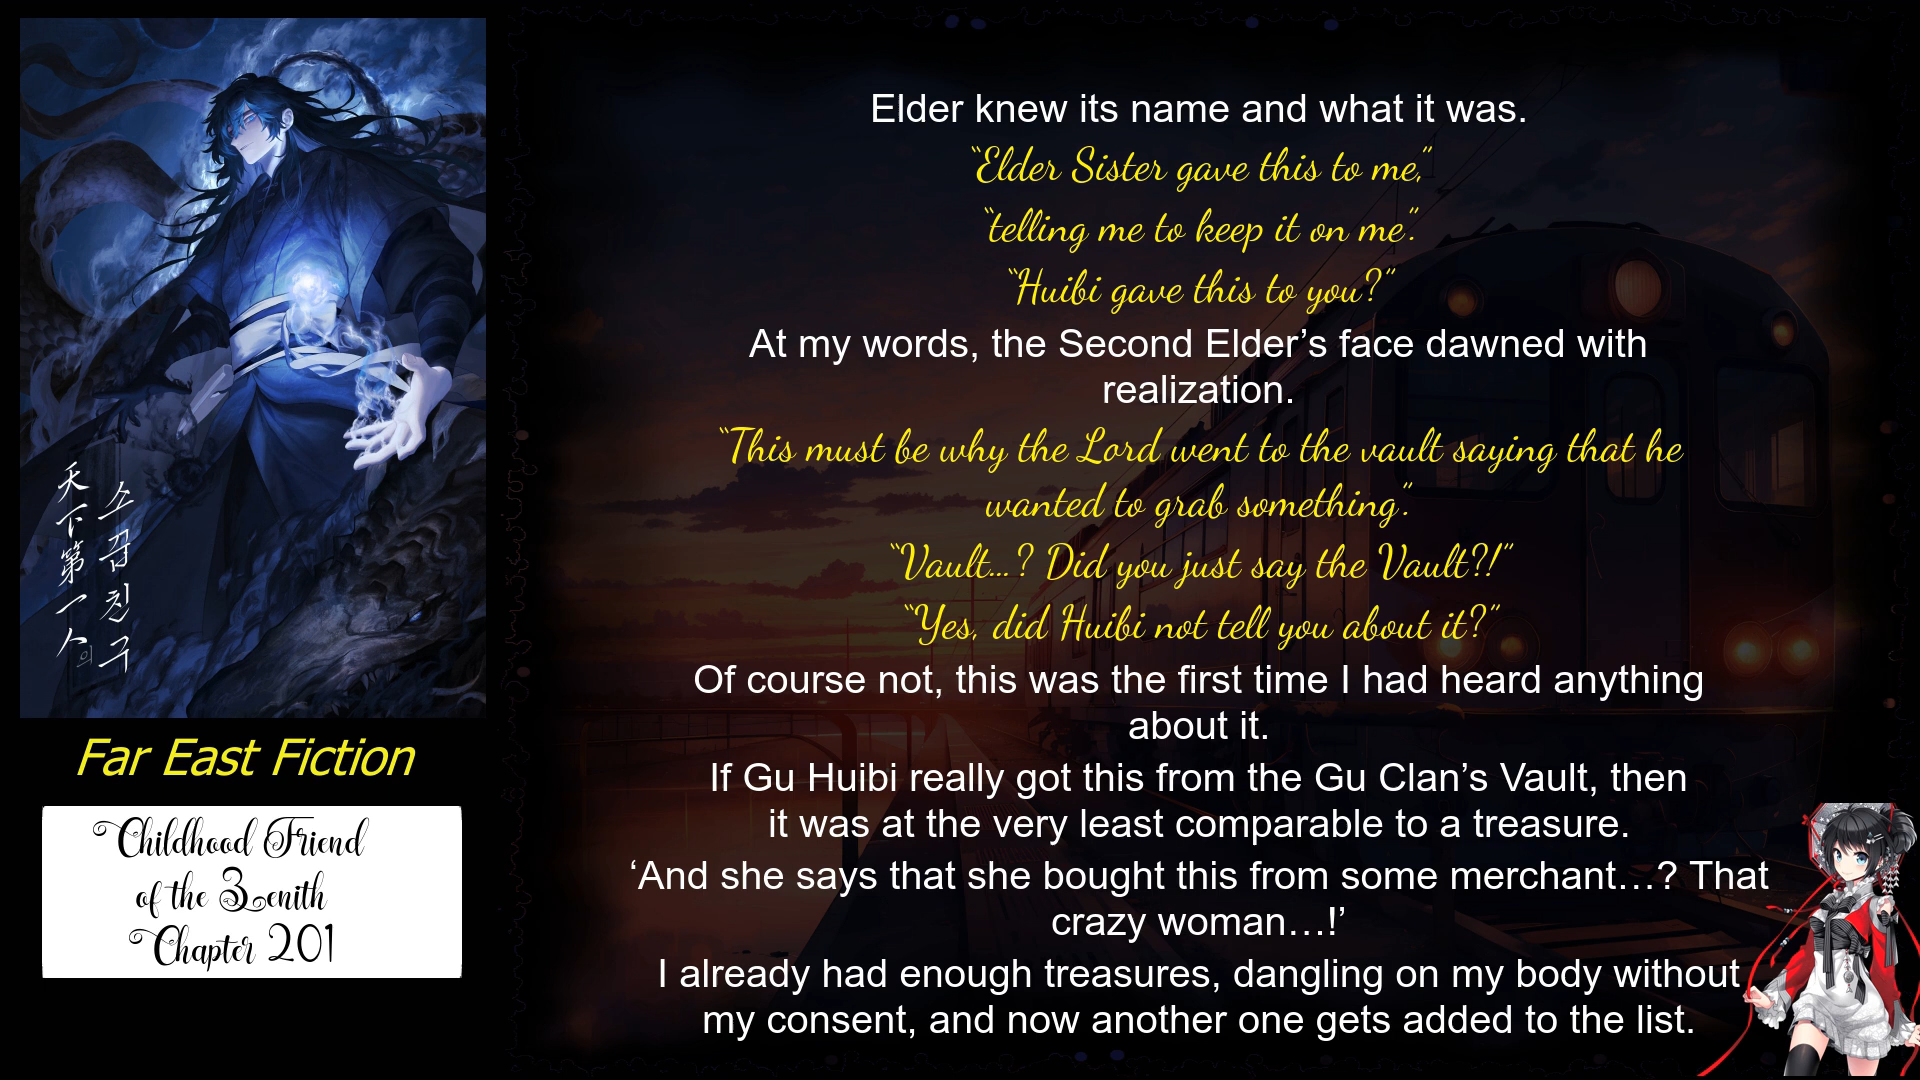 天下第一人의
소꿉친구
Far East Fiction
Childhood Friend
of the Zenith
Chapter 201
Elder knew its name and what it was.
“Elder Sister gave this to me,”
“telling me to keep it on me”.
“Huibi gave this to you?”
At my words, the Second Elder’s face dawned with
realization.
“This must be why the Lord went to the vault saying that he
wanted to grab something”.
“Vault…? Did you just say the Vault?!”
“Yes, did Huibi not tell you about it?”
Of course not, this was the first time I had heard anything
about it.
If Gu Huibi really got this from the Gu Clan’s Vault, then
it was at the very least comparable to a treasure.
‘And she says that she bought this from some merchant…? That
crazy woman…!’
I already had enough treasures, dangling on my body without
my consent, and now another one gets added to the list.